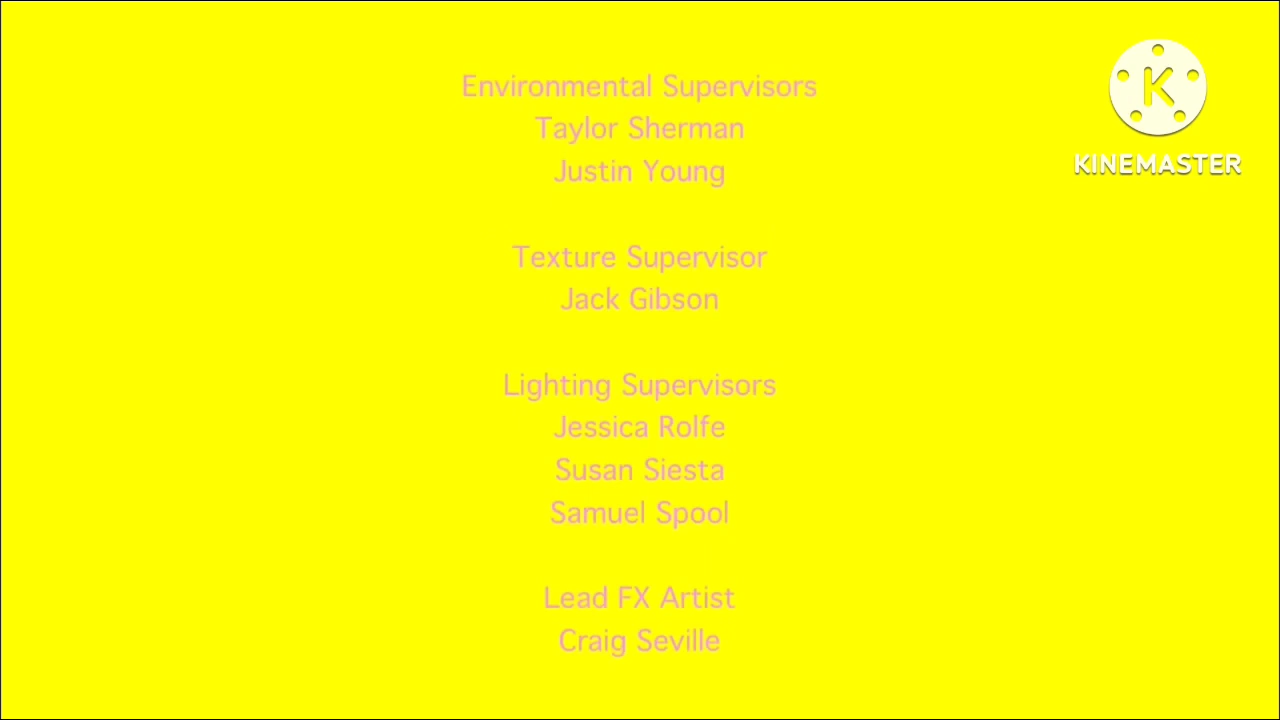 Environmental Supervisors
Taylor Sherman
Justin Young
Texture Supervisor
Jack Gibson
Lighting Supervisors
Jessica Rolfe
Susan Siesta
Samuel Spool
Lead FX Artist
Craig Seville
K
KINEMASTER